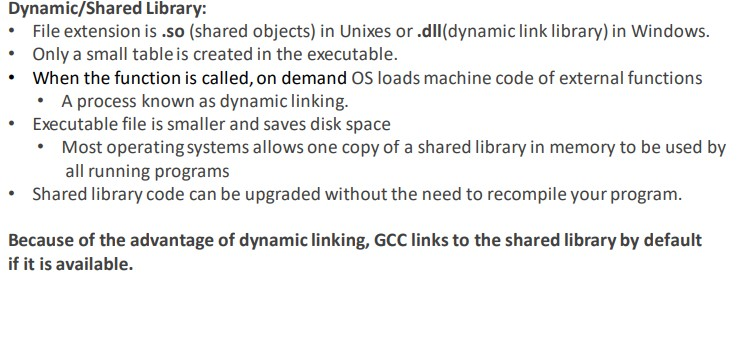 Dynamic/Shared Library:
• File extension is .so (shared objects) in Unixes or .dll(dynamic link library) in Windows.
• Only a small table is created in the executable.
• When the function is called, on demand OS loads machine code of external functions
• A process known as dynamic linking.
• Executable file is smaller and saves disk space
• Most operating systems allows one copy of a shared library in memory to be used by
all running programs
• Shared library code can be upgraded without the need to recompile your program.
Because of the advantage of dynamic linking, GCC links to the shared library by default
if it is available.